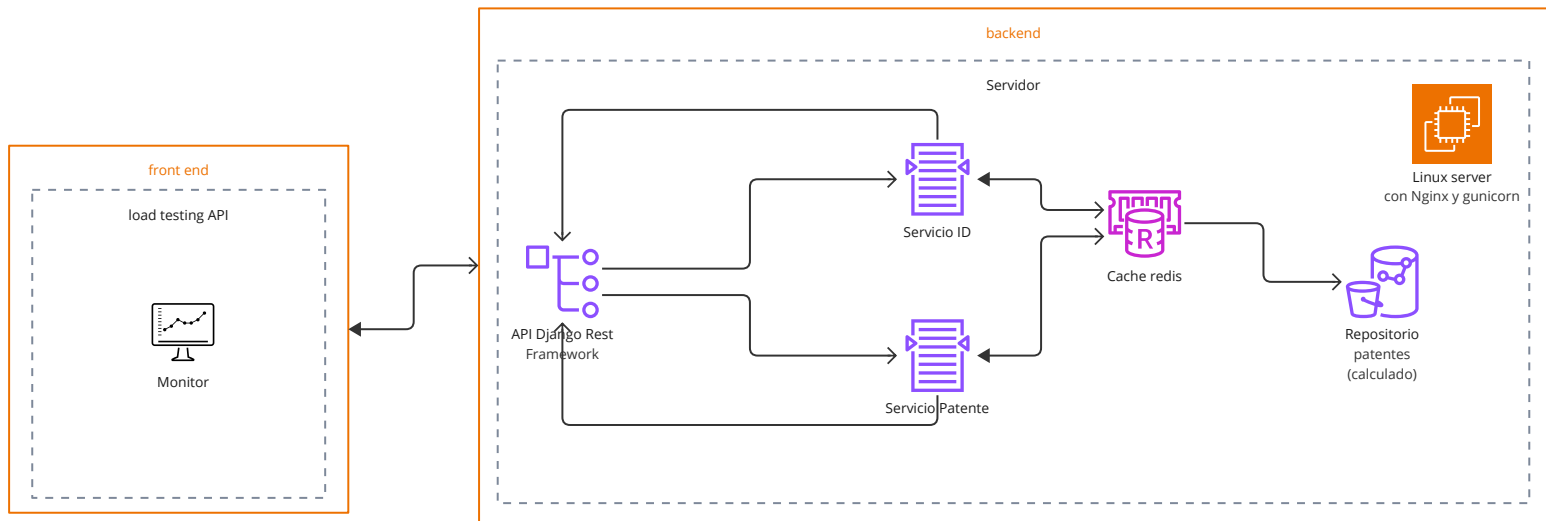 backend
Servidor
front end
load testing API
Monitor
API Django Rest
Framework
Servicio ID
Servicio Patente
R
Cache redis
Linux server
con Nginx y gunicorn
Repositorio
patentes
(calculado)